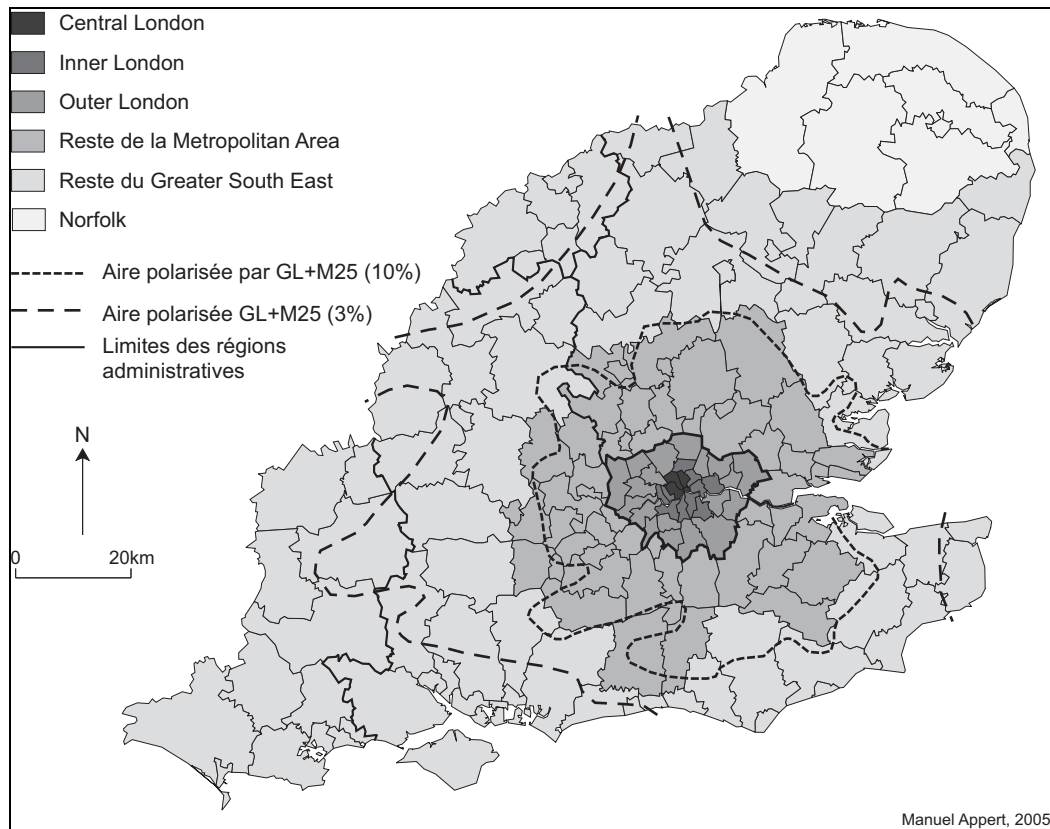 Central London
Inner London
Outer London
Reste de la Metropolitan Area
Reste du Greater South East
Norfolk
Aire polarisée par GL+M25 (10%)
Aire polarisée GL+M25 (3%)
Limites des régions
administratives
N
0 20km
Manuel Appert, 2005